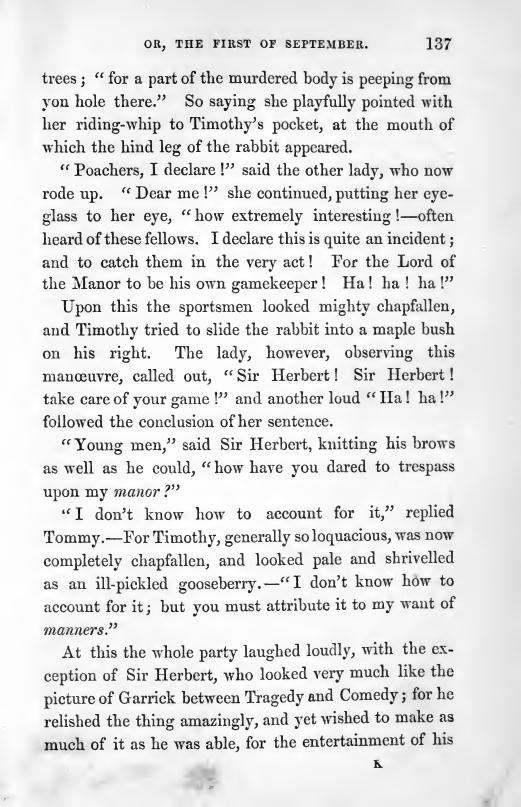 OR, THE FIRST OF SEPTEMBER. 137
trees ; “ for a part of the murdered body is peeping from
yon hole there.” So saying she playfully pointed with
her riding-whip to Timothy’s pocket, at the mouth of
which the hind leg of the rabbit appeared.
“ Poachers, I declare !” said the other lady, who now
rode up. “ Dear me !” she continued, putting her eye-
glass to her eye, “ how extremely interesting !—often
heard of these fellows. I declare this is quite an incident ;
and to catch them in the very act ! For the Lord of
the Manor to be his own gamekeeper ! Ha ! ha ! ha !”
Upon this the sportsmen looked mighty chapfallen,
and Timothy tried to slide the rabbit into a maple bush
on his right. The lady, however, observing this
manœuvre, called out, “ Sir Herbert ! Sir Herbert !
take care of your game !” and another loud “ Ha ! ha !”
followed the conclusion of her sentence.
“ Young men,” said Sir Herbert, knitting his brows
as well as he could, “ how have you dared to trespass
upon my manor ?”
“ I don’t know how to account for it,” replied
Tommy.—For Timothy, generally so loquacious, was now
completely chapfallen, and looked pale and shrivelled
as an ill-pickled gooseberry.—“ I don’t know how to
account for it ; but you must attribute it to my want of
manners.”
At this the whole party laughed loudly, with the ex-
ception of Sir Herbert, who looked very much like the
picture of Garrick between Tragedy and Comedy ; for he
relished the thing amazingly, and yet wished to make as
much of it as he was able, for the entertainment of his
K